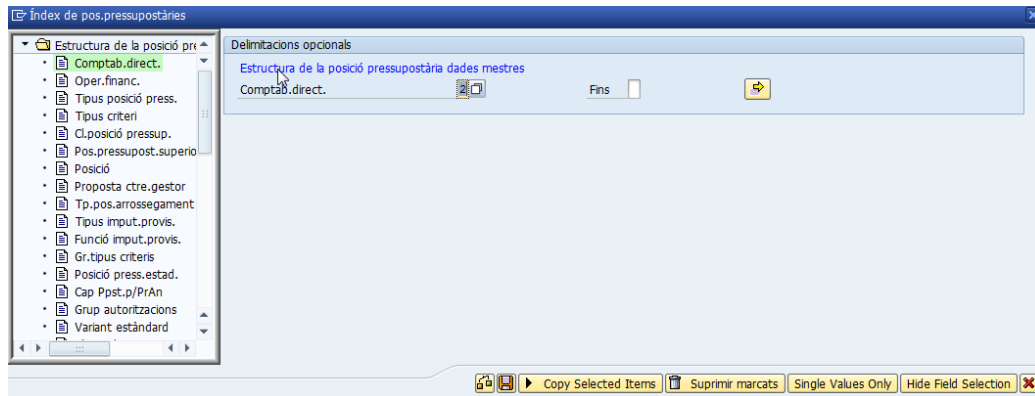 Índex de pos.pressupostàries
Estructura de la posició pre
Comptab.direct.
Oper.financ.
Tipus posició press.
Tipus criteri
Cl.posició pressup.
Pos.pressupost.superio
Posició
Proposta ctre.gestor
Tp.pos.arrossegament
Tipus imput.provis.
Funció imput.provis.
Gr.tipus criteris
Posició press.estad.
Cap Ppst.p/PrAn
Grup autoritzacions
Variant estàndard
Delimitacions opcionals
Estructura de la posició pressupostària dades mestres
Comptab.direct. 2 Fins
Copy Selected Items Suprimir marcats Single Values Only Hide Field Selection